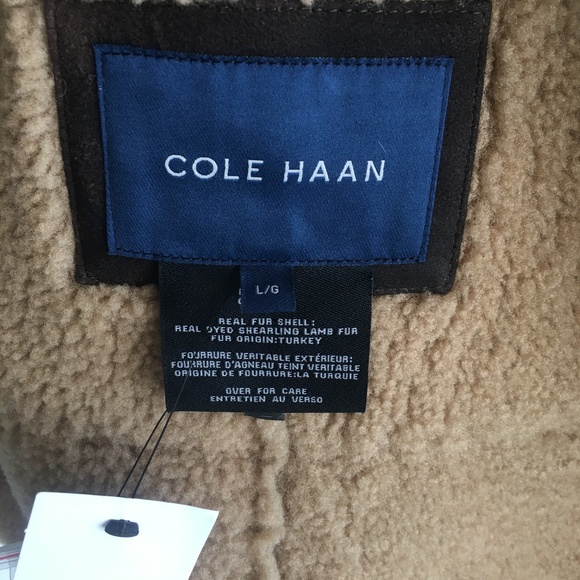 COLE HAAN
L/G
REAL FUR SHELL:
REAL DYED SHEARLING LAMB FUR
FUR ORIGIN:TURKEY
FOURRURE VERITABLE EXTÉRIEUR:
FOURRURE D'AGNEAU TEINT VERITABLE
ORIGINE DE FOURRURE:LA TURQUIE
OVER FOR CARE
ENTRETIEN AU VERSO